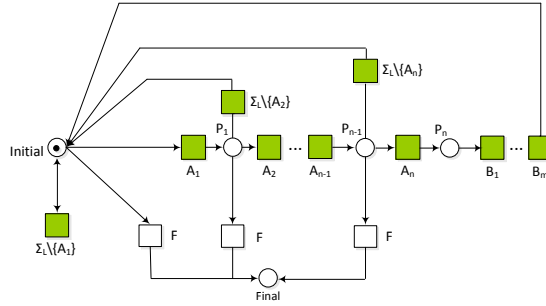 Σ_L\{A_n}
Σ_L\{A_2}
P_1
P_{n-1}
P_n
Initial
...
...
A_1
A_2
A_{n-1}
A_n
B_1
B_m
Σ_L\{A_1}
F
F
F
Final